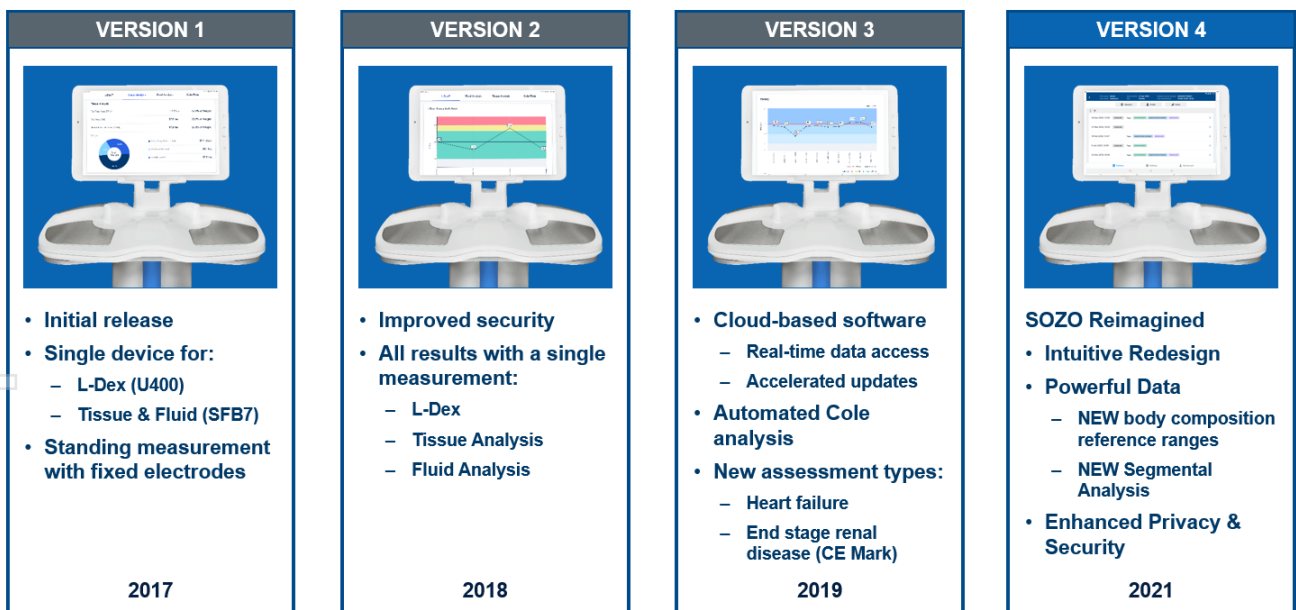 VERSION 1
Initial release
Single device for:
– L-Dex (U400)
– Tissue & Fluid (SFB7)
Standing measurement
with fixed electrodes
2017
VERSION 2
Improved security
All results with a single
measurement:
– L-Dex
– Tissue Analysis
– Fluid Analysis
2018
VERSION 3
Cloud-based software
– Real-time data access
– Accelerated updates
Automated Cole
analysis
New assessment types:
– Heart failure
– End stage renal
disease (CE Mark)
2019
VERSION 4
SOZO Reimagined
Intuitive Redesign
Powerful Data
– NEW body composition
reference ranges
– NEW Segmental
Analysis
Enhanced Privacy &
Security
2021